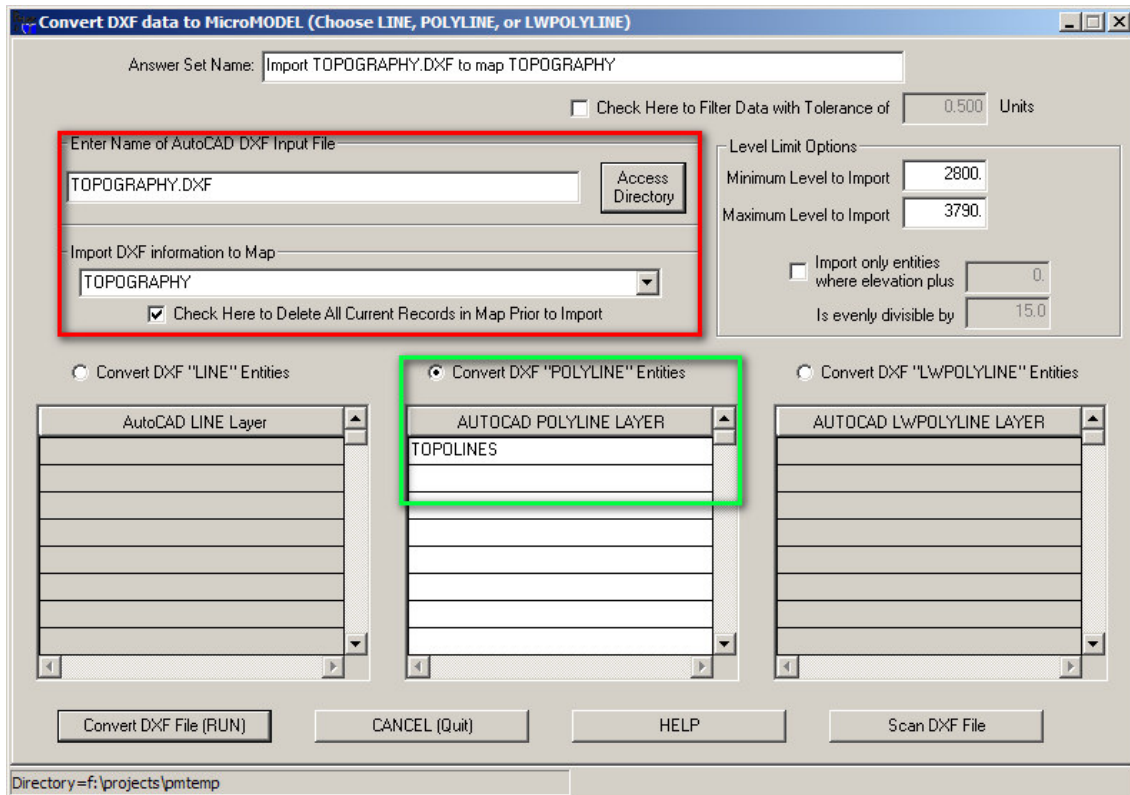 Convert DXF data to MicroMODEL (Choose LINE, POLYLINE, or LWPOLYLINE)
Answer Set Name: Import TOPOGRAPHY.DXF to map TOPOGRAPHY
Check Here to Filter Data with Tolerance of 0.500 Units
Enter Name of AutoCAD DXF Input File
TOPOGRAPHY.DXF
Access
Directory
Import DXF information to Map
TOPOGRAPHY
Check Here to Delete All Current Records in Map Prior to Import
Level Limit Options
Minimum Level to Import 2800.
Maximum Level to Import 3790.
Import only entities
where elevation plus 0.
Is evenly divisible by 15.0
Convert DXF "LINE" Entities
Convert DXF "POLYLINE" Entities
Convert DXF "LWPOLYLINE" Entities
AutoCAD LINE Layer
AUTOCAD POLYLINE LAYER
AUTOCAD LWPOLYLINE LAYER
TOPOLINES
Convert DXF File (RUN)
CANCEL (Quit)
HELP
Scan DXF File
Directory=f:\projects\pmtemp